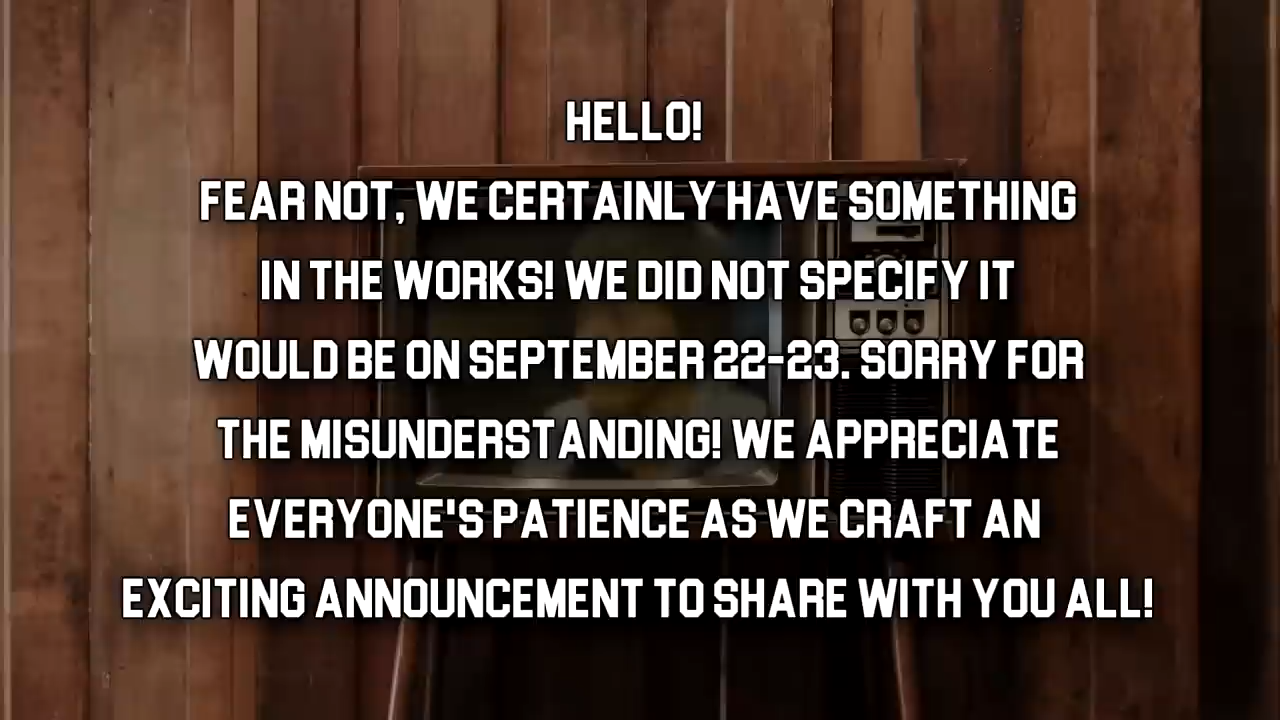 HELLO!
FEAR NOT, WE CERTAINLY HAVE SOMETHING
IN THE WORKS! WE DID NOT SPECIFY IT
WOULD BE ON SEPTEMBER 22-23. SORRY FOR
THE MISUNDERSTANDING! WE APPRECIATE
EVERYONE'S PATIENCE AS WE CRAFT AN
EXCITING ANNOUNCEMENT TO SHARE WITH YOU ALL!